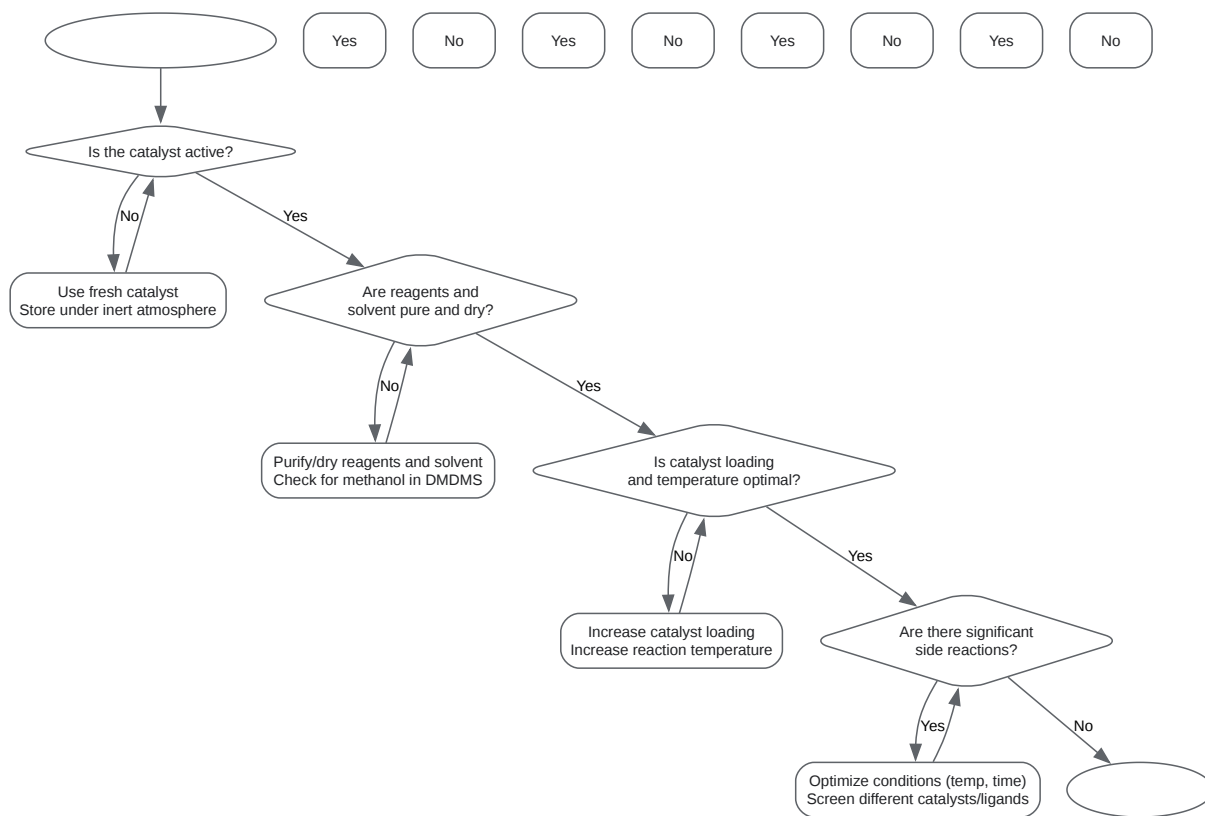 Yes
No
Yes
No
Yes
No
Yes
No
Is the catalyst active?
No
Yes
Use fresh catalyst
Store under inert atmosphere
Are reagents and
solvent pure and dry?
No
Yes
Purify/dry reagents and solvent
Check for methanol in DMDMS
Is catalyst loading
and temperature optimal?
No
Yes
Increase catalyst loading
Increase reaction temperature
Are there significant
side reactions?
Yes
No
Optimize conditions (temp, time)
Screen different catalysts/ligands